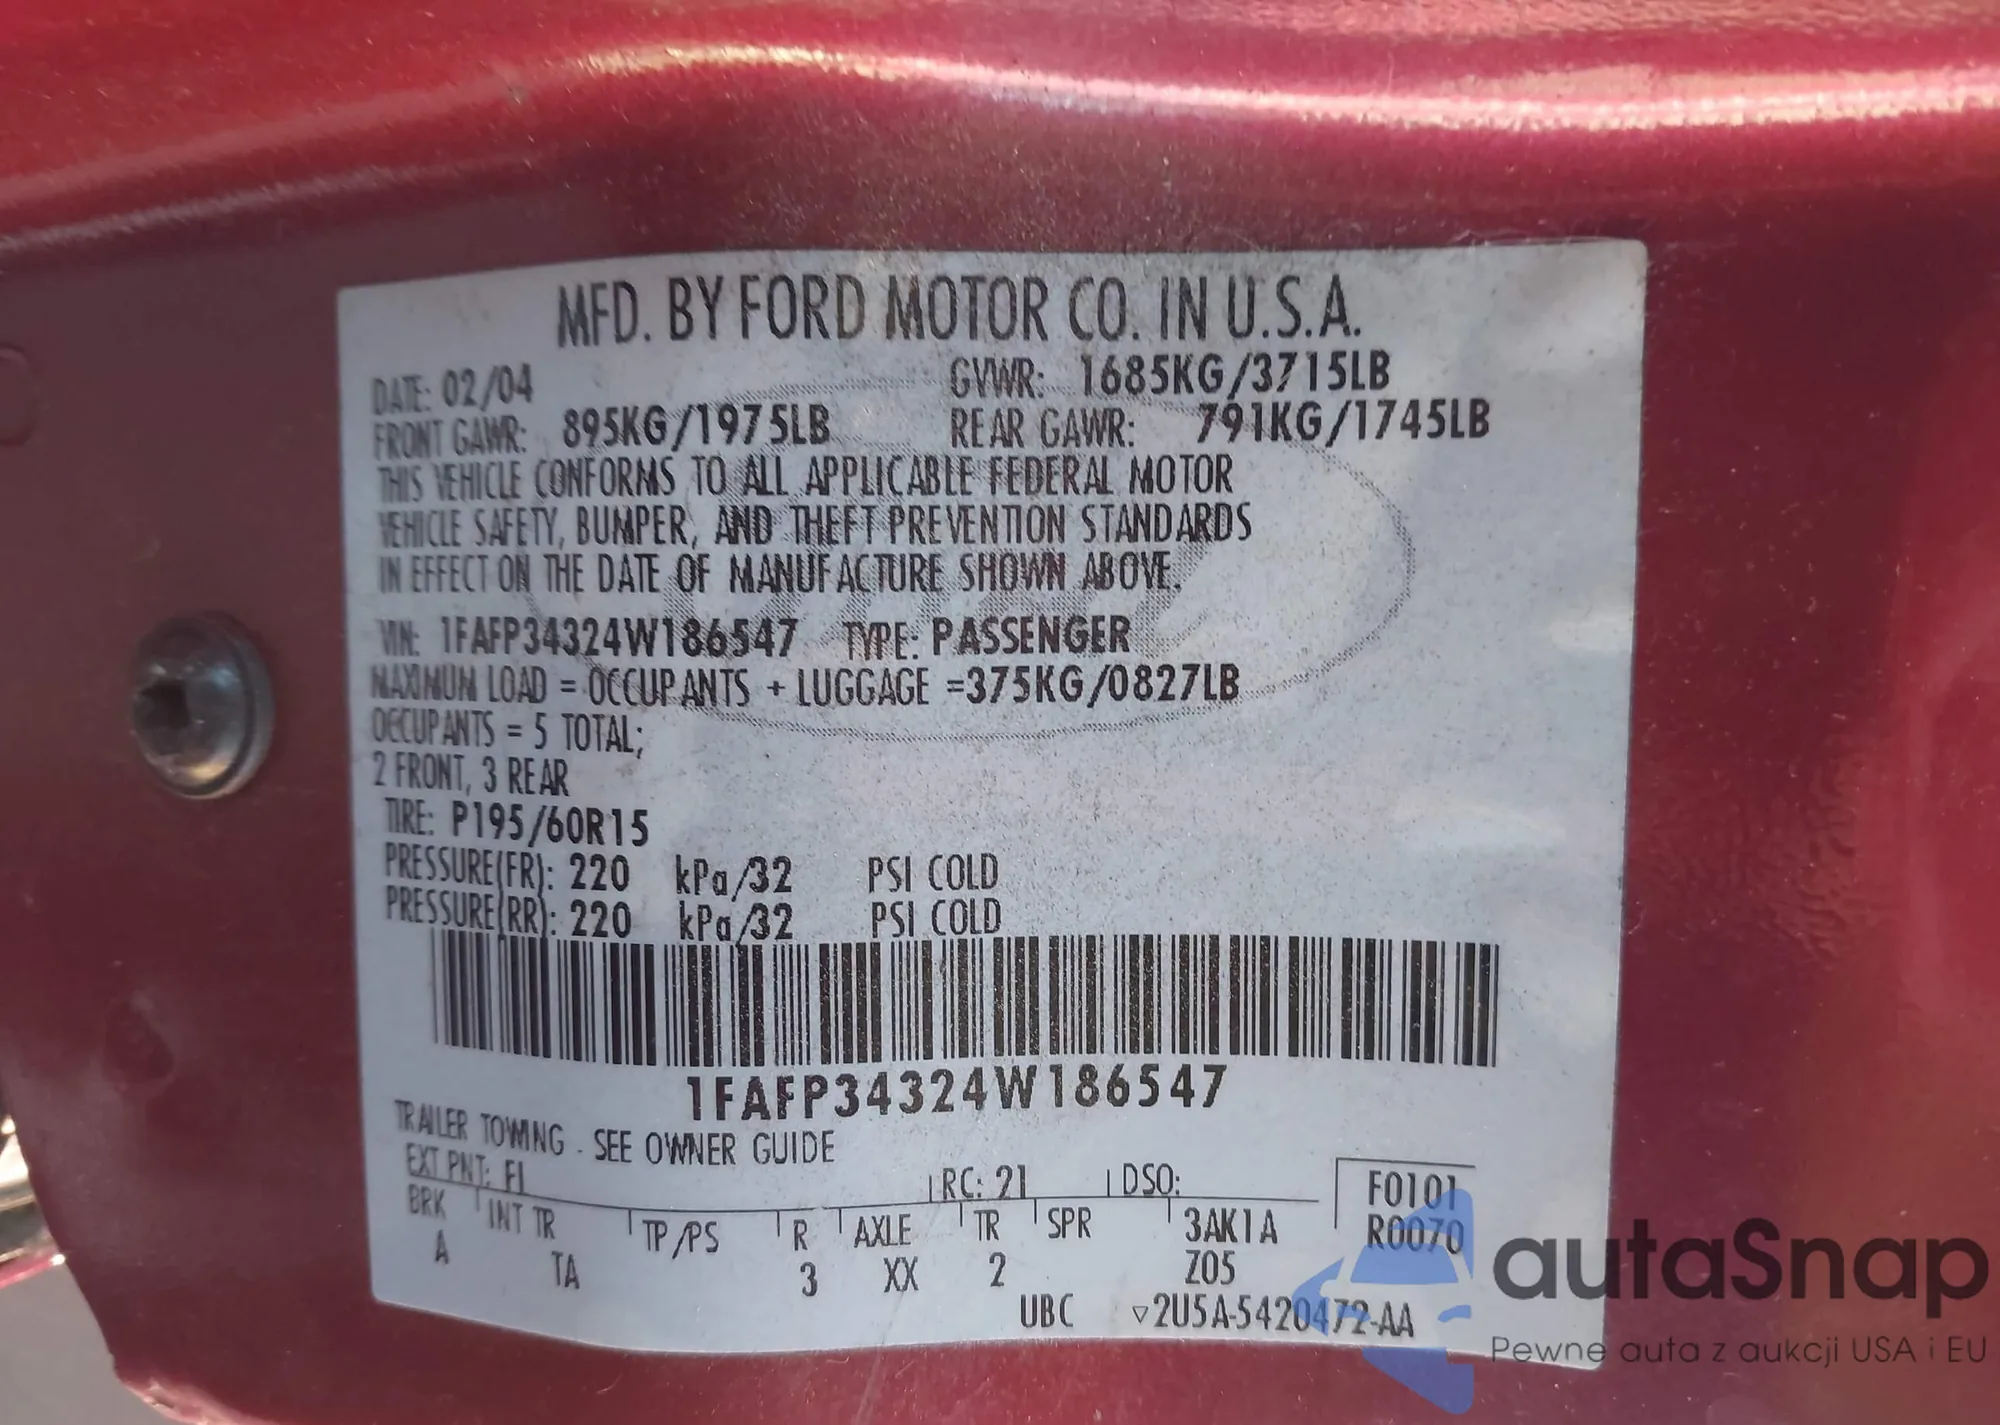 MFD. BY FORD MOTOR CO. IN U.S.A.
DATE: 02/04 GVWR: 1685KG/3715LB
FRONT GAWR: 895KG/1975LB REAR GAWR: 791KG/1745LB
THIS VEHICLE CONFORMS TO ALL APPLICABLE FEDERAL MOTOR
VEHICLE SAFETY, BUMPER, AND THEFT PREVENTION STANDARDS
IN EFFECT ON THE DATE OF MANUFACTURE SHOWN ABOVE.
VIN: 1FAFP34324W186547 TYPE: PASSENGER
MAXIMUM LOAD = OCCUPANTS + LUGGAGE =375KG/0827LB
OCCUPANTS = 5 TOTAL;
2 FRONT, 3 REAR
TIRE: P195/60R15
PRESSURE(FR): 220 kPa/32 PSI COLD
PRESSURE(RR): 220 kPa/32 PSI COLD
1FAFP34324W186547
TRAILER TOWING - SEE OWNER GUIDE
EXT PNT: FI RC: 21 DSO: F0101
BRK INT TR TP/PS R AXLE TR SPR 3AK1A R0070
A TA 3 XX 2 Z05
UBC ▽2U5A-5420472-AA
autaSnap
Pewne auta z aukcji USA i EU